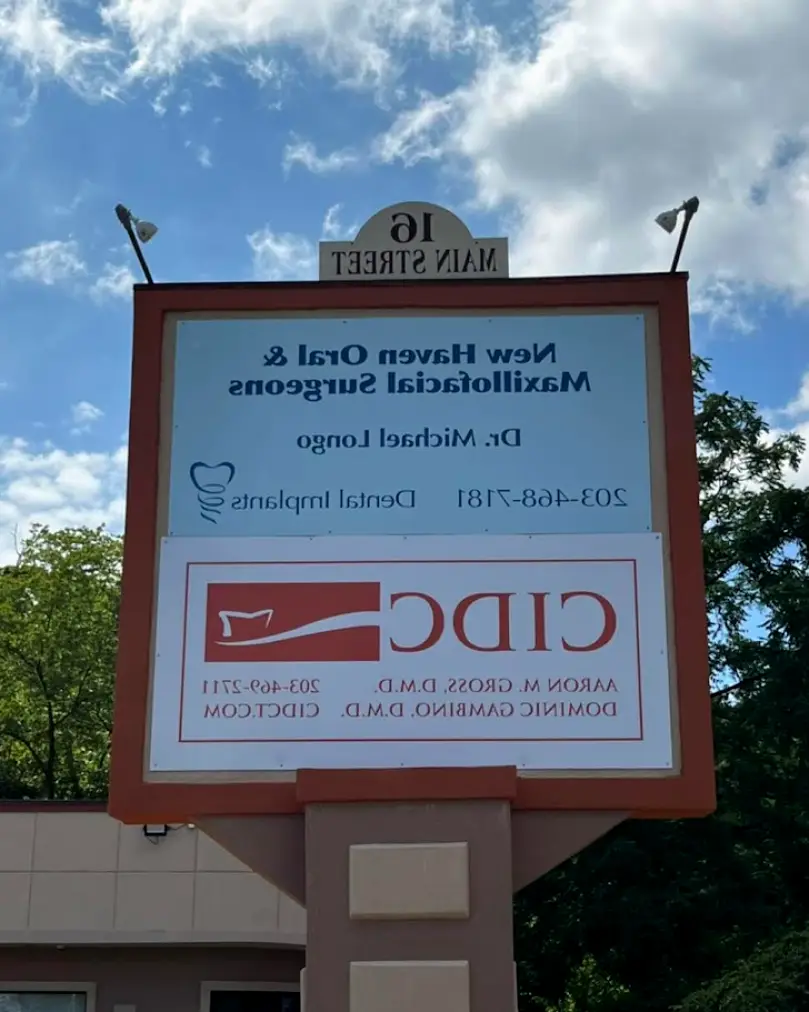 16
MAIN STREET
New Haven Oral &
Maxillofacial Surgeons
Dr. Michael Longo
203-468-7181 Dental Implants
CIDC
AARON M. GROSS, D.M.D. 203-469-2711
DOMINIC GAMBINO, D.M.D. CIDCT.COM